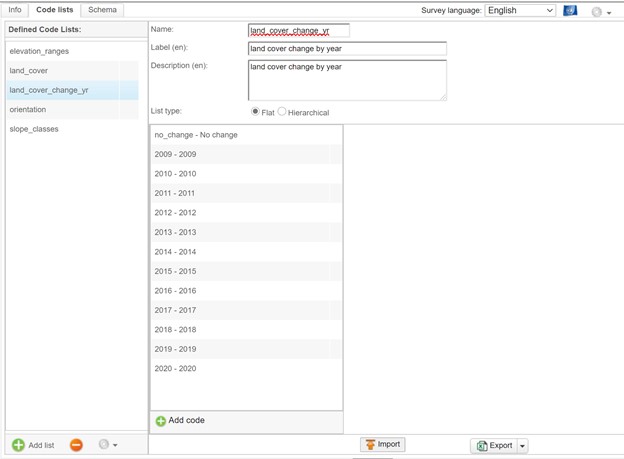 Info Code lists Schema Survey language: English
Defined Code Lists:
elevation_ranges
land_cover
land_cover_change_yr
orientation
slope_classes
Name: land_cover_change_yr
Label (en): land cover change by year
Description (en): land cover change by year
List type: Flat Hierarchical
no_change - No change
2009 - 2009
2010 - 2010
2011 - 2011
2012 - 2012
2013 - 2013
2014 - 2014
2015 - 2015
2016 - 2016
2017 - 2017
2018 - 2018
2019 - 2019
2020 - 2020
Add code
Add list Import Export